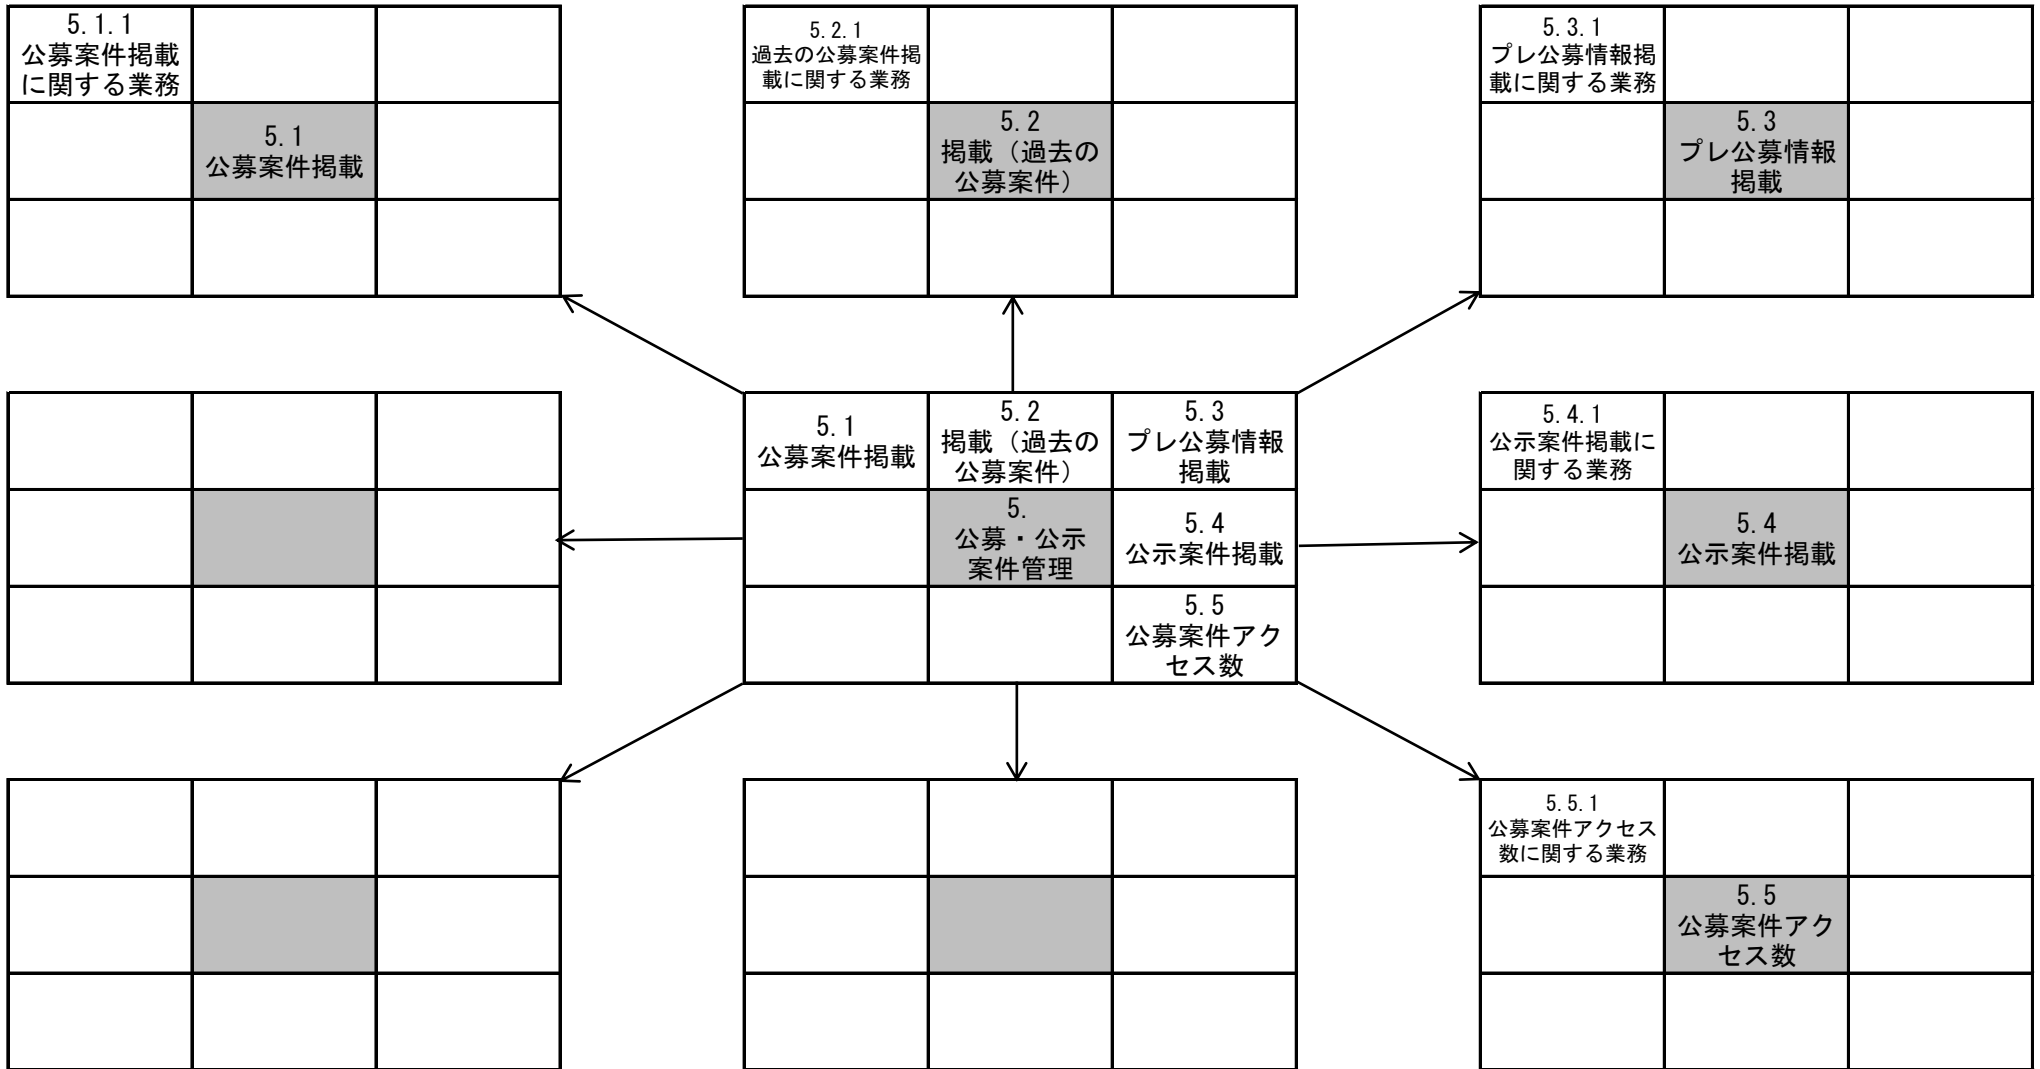 5.1.1
公募案件掲載
に関する業務
5.1
公募案件掲載
5.2.1
過去の公募案件掲
載に関する業務
5.2
掲載（過去の
公募案件）
5.3.1
プレ公募情報掲
載に関する業務
5.3
プレ公募情報
掲載
5.1
公募案件掲載
5.2
掲載（過去の
公募案件）
5.3
プレ公募情報
掲載
5.
公募・公示
案件管理
5.4
公示案件掲載
5.5
公募案件アク
セス数
5.4.1
公示案件掲載に
関する業務
5.4
公示案件掲載
5.5.1
公募案件アクセス
数に関する業務
5.5
公募案件アク
セス数